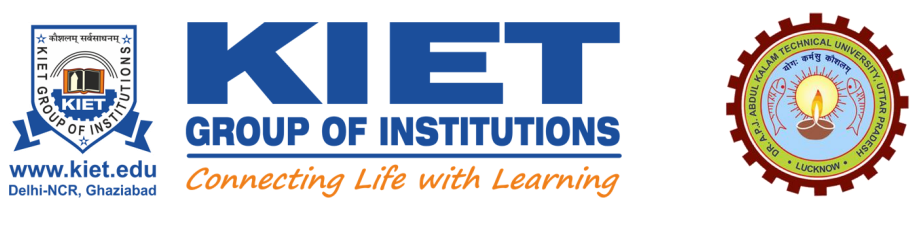 कौशलम् सर्वसाधनम्
KIET GROUP OF INSTITUTIONS
KIET
www.kiet.edu
Delhi-NCR, Ghaziabad
KIET
GROUP OF INSTITUTIONS
Connecting Life with Learning
DR. A.P.J. ABDUL KALAM TECHNICAL UNIVERSITY, UTTAR PRADESH
योगः कर्मसु कौशलम्
LUCKNOW